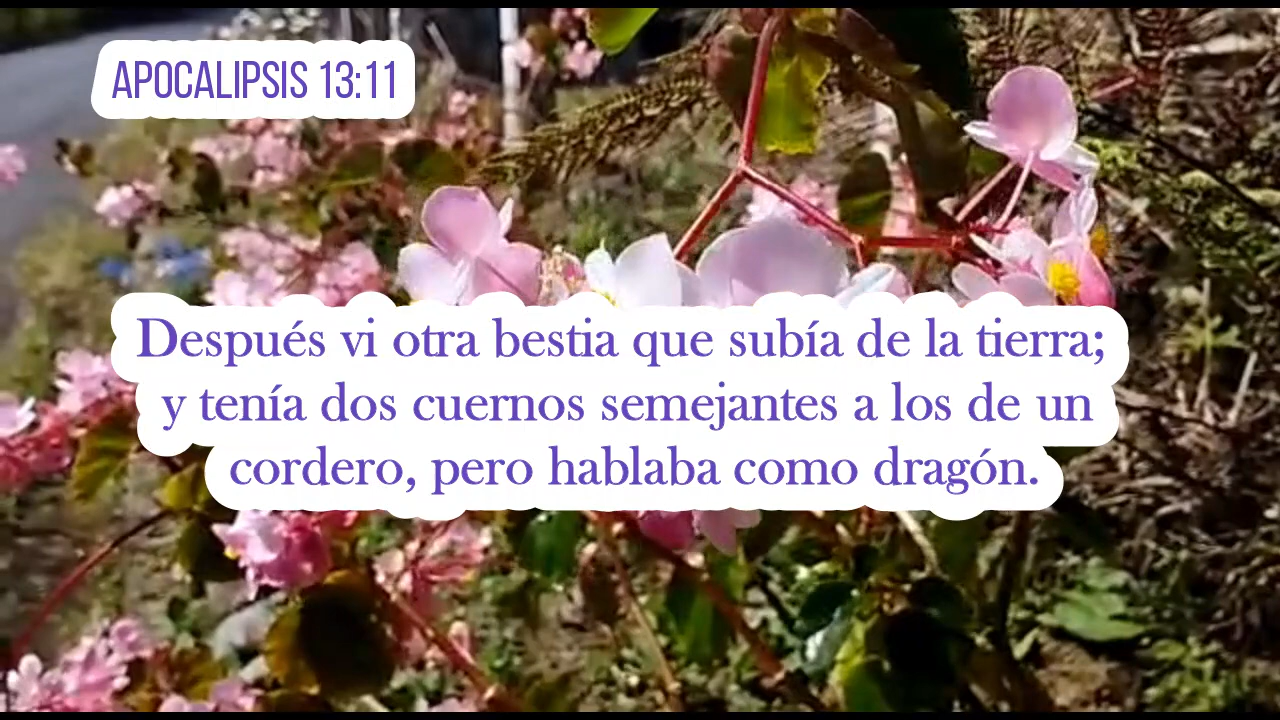 APOCALIPSIS 13:11
Después vi otra bestia que subía de la tierra;
y tenía dos cuernos semejantes a los de un
cordero, pero hablaba como dragón.